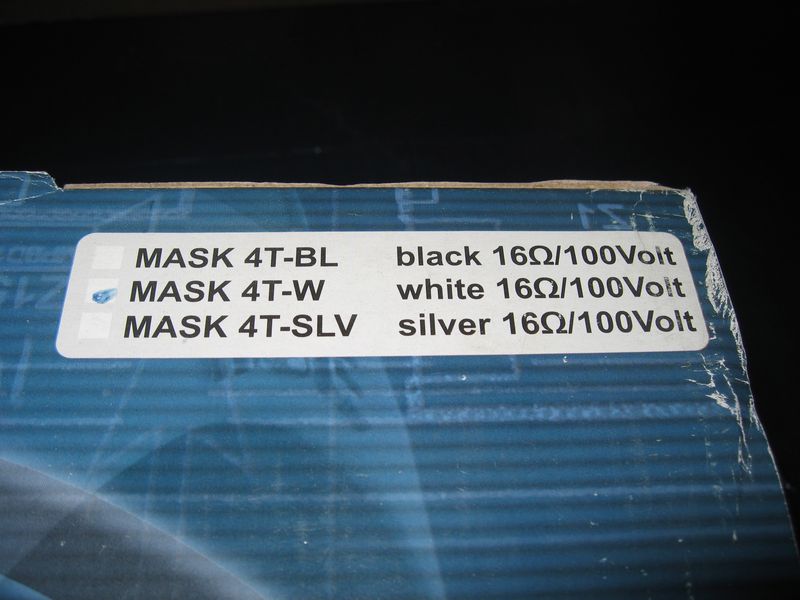 MASK 4T-BL black 16Ω/100Volt
MASK 4T-W white 16Ω/100Volt
MASK 4T-SLV silver 16Ω/100Volt